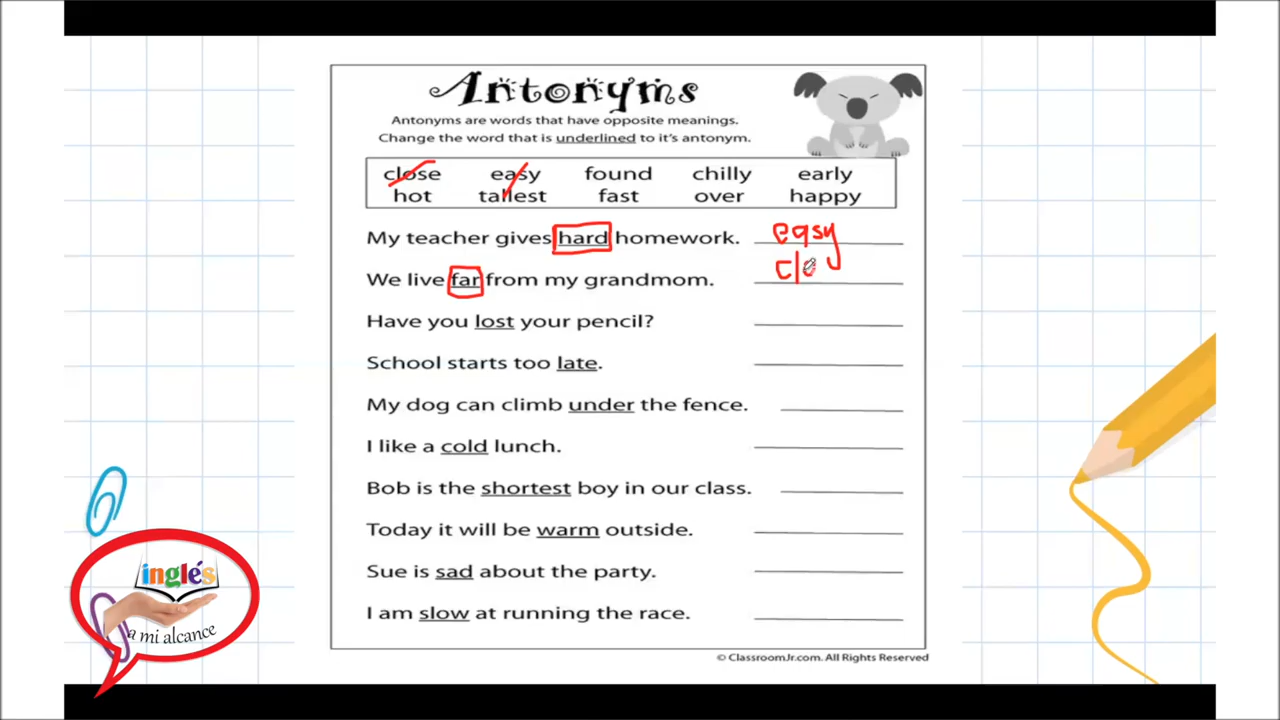 Antonyms
Antonyms are words that have opposite meanings.
Change the word that is underlined to it's antonym.
close easy found chilly early
hot tallest fast over happy
My teacher gives hard homework. easy
We live far from my grandmom. clo
Have you lost your pencil?
School starts too late.
My dog can climb under the fence.
I like a cold lunch.
Bob is the shortest boy in our class.
Today it will be warm outside.
Sue is sad about the party.
I am slow at running the race.
© ClassroomJr.com. All Rights Reserved
inglés
a mi alcance